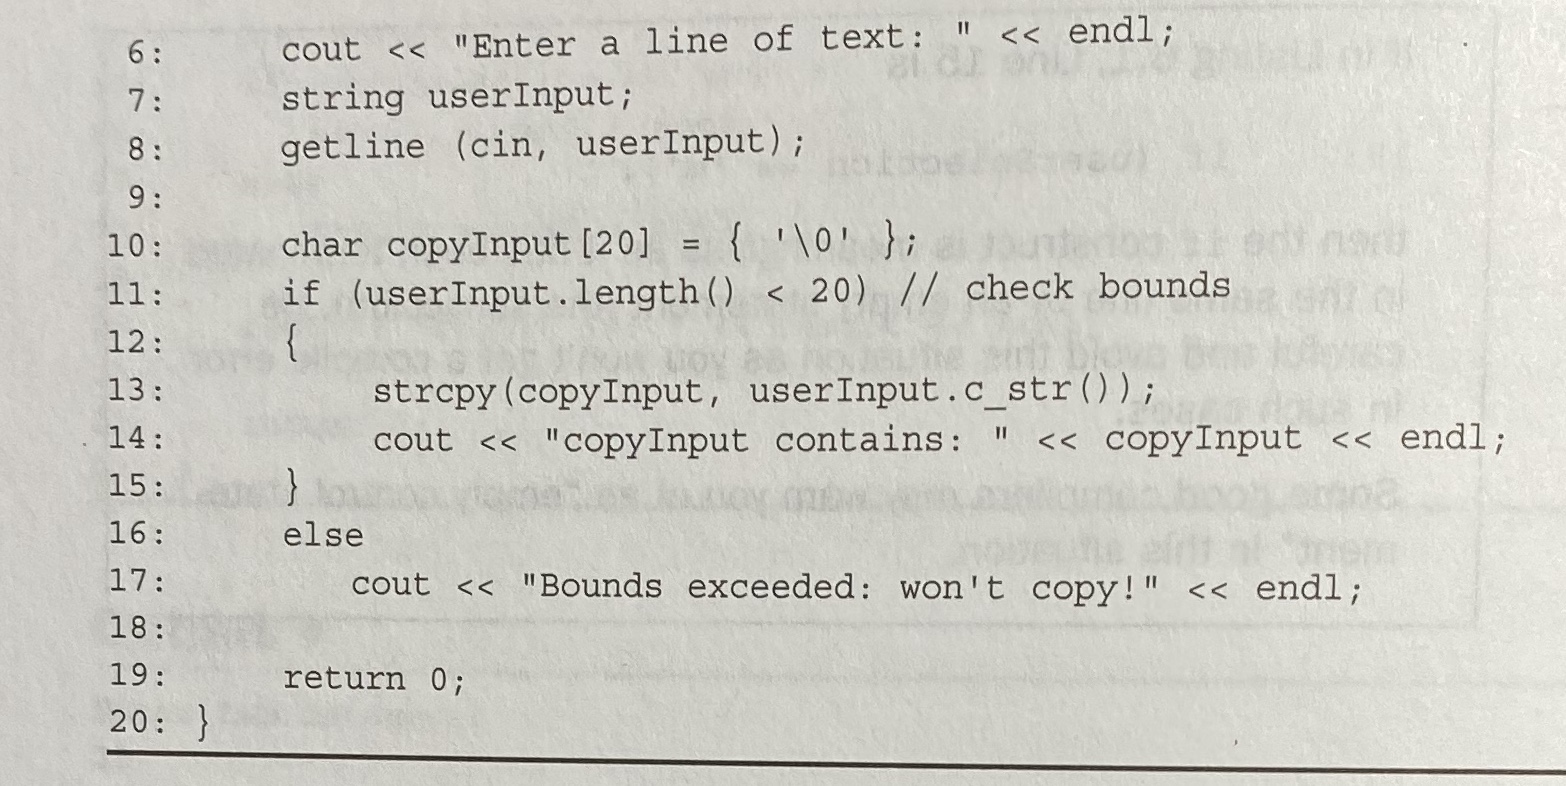 6: cout << "Enter a line of text: " << endl;
7: string userInput;
8: getline (cin, userInput);
9:
10: char copyInput[20] = { '\0' };
11: if (userInput.length() < 20) // check bounds
12: {
13: strcpy(copyInput, userInput.c_str());
14: cout << "copyInput contains: " << copyInput << endl;
15: }
16: else
17: cout << "Bounds exceeded: won't copy!" << endl;
18:
19: return 0;
20: }